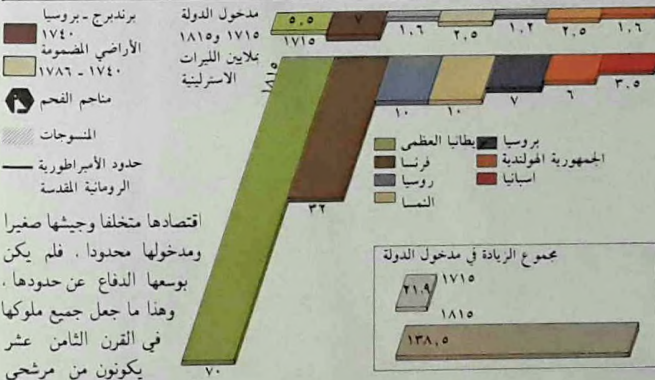 برندبرج - بروسيا
١٧٤٠
الأراضي المضمومة
١٧٤٠ - ١٧٨٦
مناجم الفحم
المنسوجات
حدود الأمبراطورية
الرومانية المقدسة
مدخول الدولة
١٧١٥ و١٨١٥
بملايين الليرات
الاسترلينية
٥,٥
٧
١,٦
٢,٥
١,٢
٢,٥
١,٦
١٧١٥
١٨١٥
٧٠
٣٢
١٠
١٠
٧
٦
٣,٥
بريطانيا العظمى
فرنسا
روسيا
النمسا
بروسيا
الجمهورية الهولندية
اسبانيا
مجموع الزيادة في مدخول الدولة
١٧١٥
٢١,٩
١٨١٥
١٣٨,٥
اقتصادها متخلفا وجيشها صغيرا
ومدخولها محدودا . فلم يكن
بوسعها الدفاع عن حدودها ،
وهذا ما جعل جميع ملوكها
في القرن الثامن عشر
يكونون من مرشحي